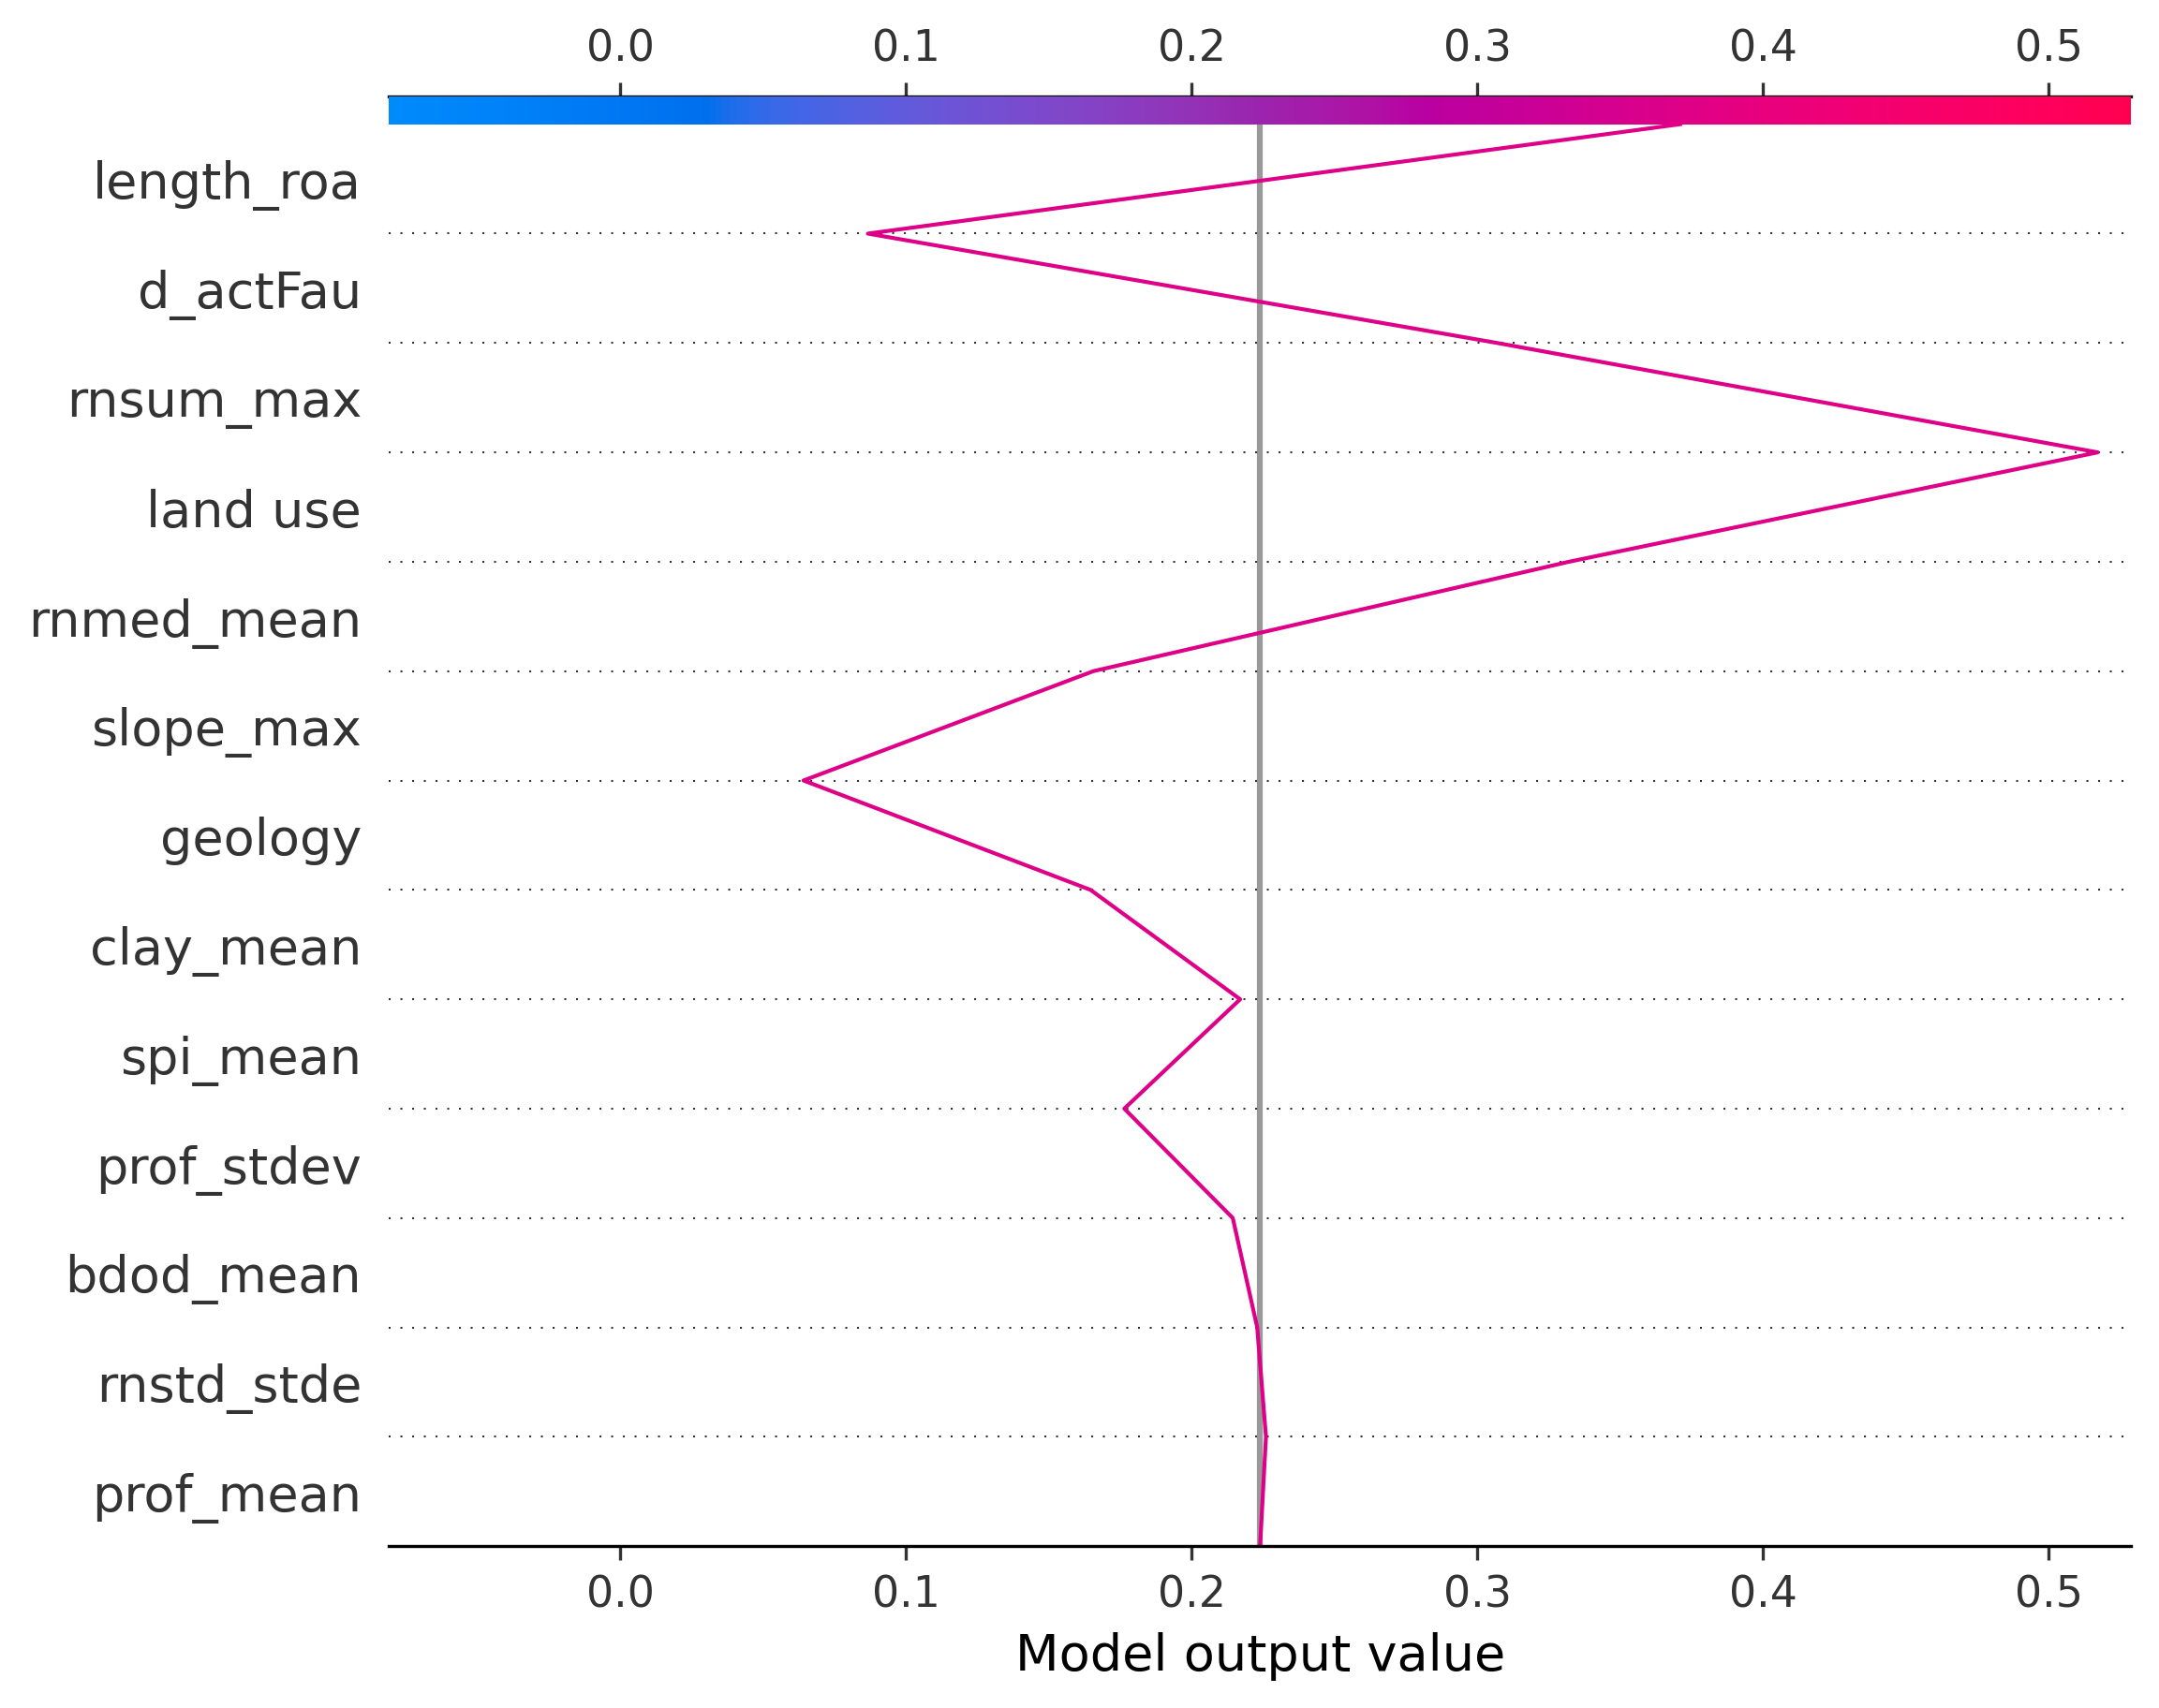 0.0 0.1 0.2 0.3 0.4 0.5
length_roa
d_actFau
rnsum_max
land use
rnmed_mean
slope_max
geology
clay_mean
spi_mean
prof_stdev
bdod_mean
rnstd_stde
prof_mean
0.0 0.1 0.2 0.3 0.4 0.5
Model output value